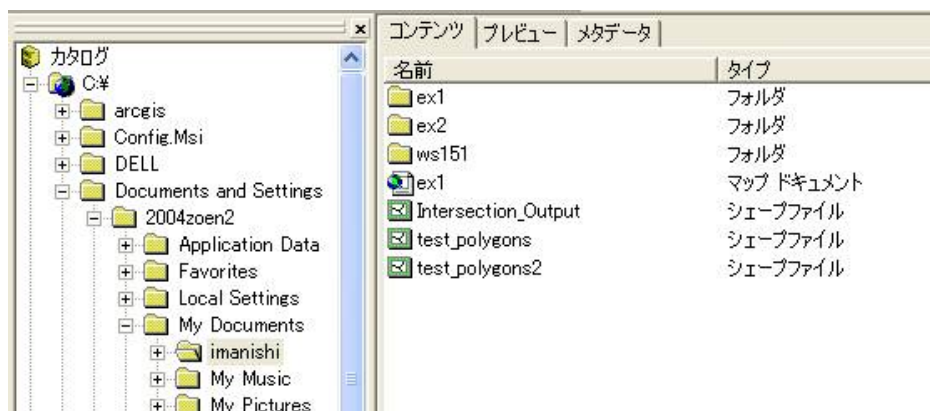 カタログ
C:¥
arcgis
Config.Msi
DELL
Documents and Settings
2004zoen2
Application Data
Favorites
Local Settings
My Documents
imanishi
My Music
My Pictures
コンテンツ プレビュー メタデータ
名前 タイプ
ex1 フォルダ
ex2 フォルダ
ws151 フォルダ
ex1 マップ ドキュメント
Intersection_Output シェープファイル
test_polygons シェープファイル
test_polygons2 シェープファイル